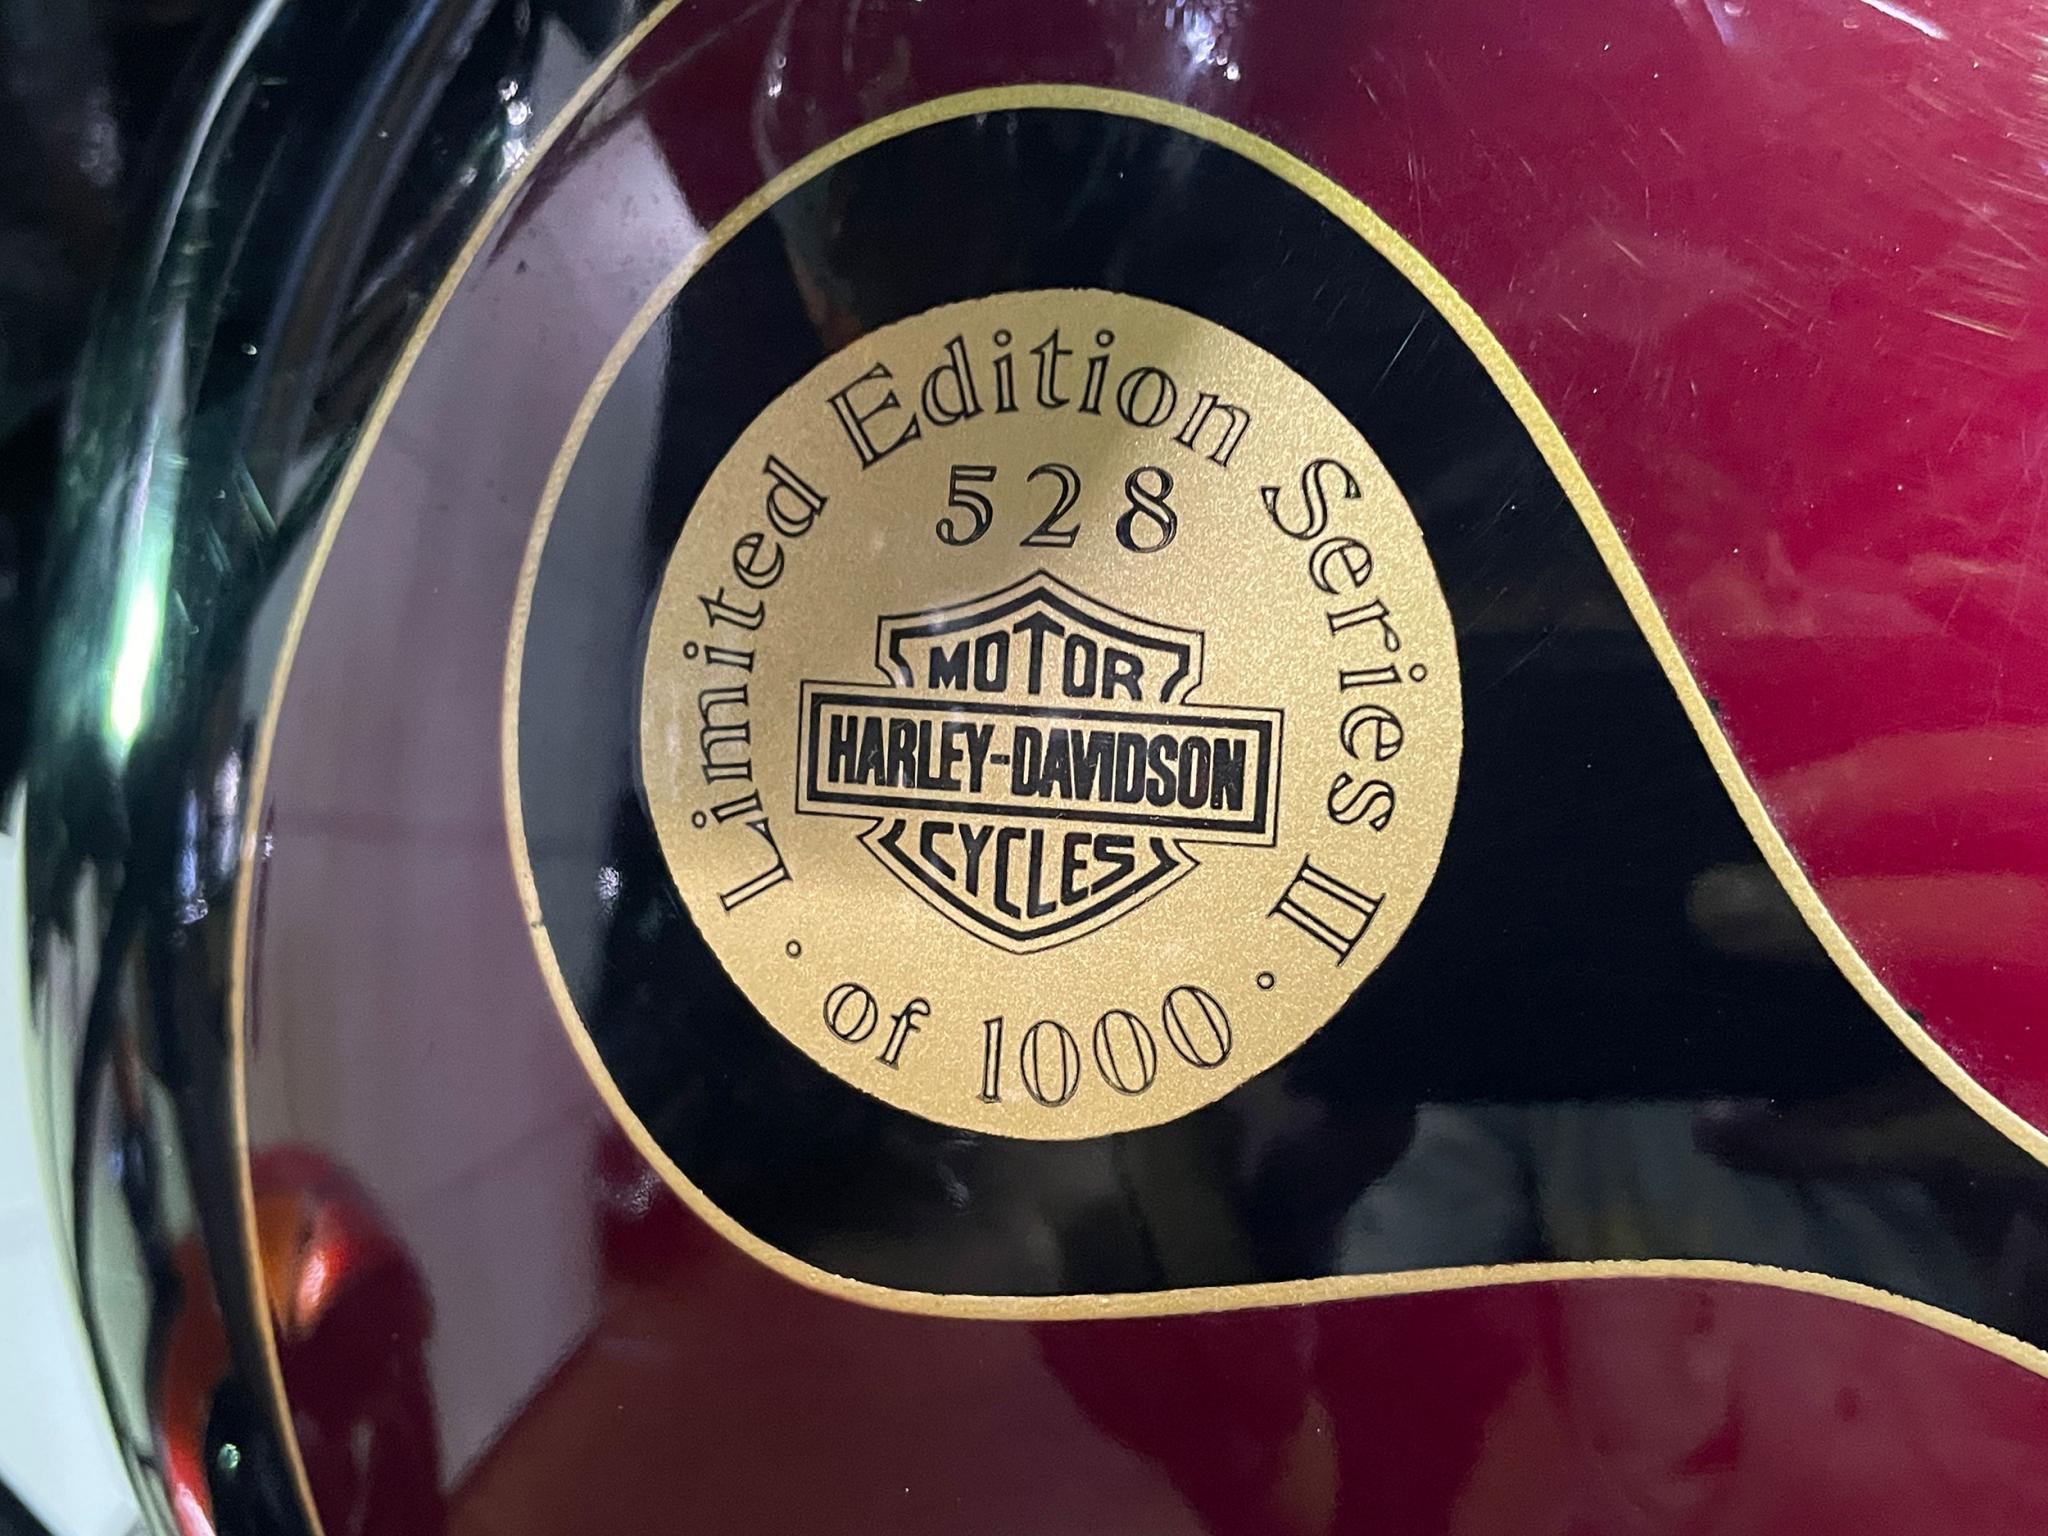 Limited Edition Series II
528
MOTOR
HARLEY-DAVIDSON
CYCLES
· of 1000 ·